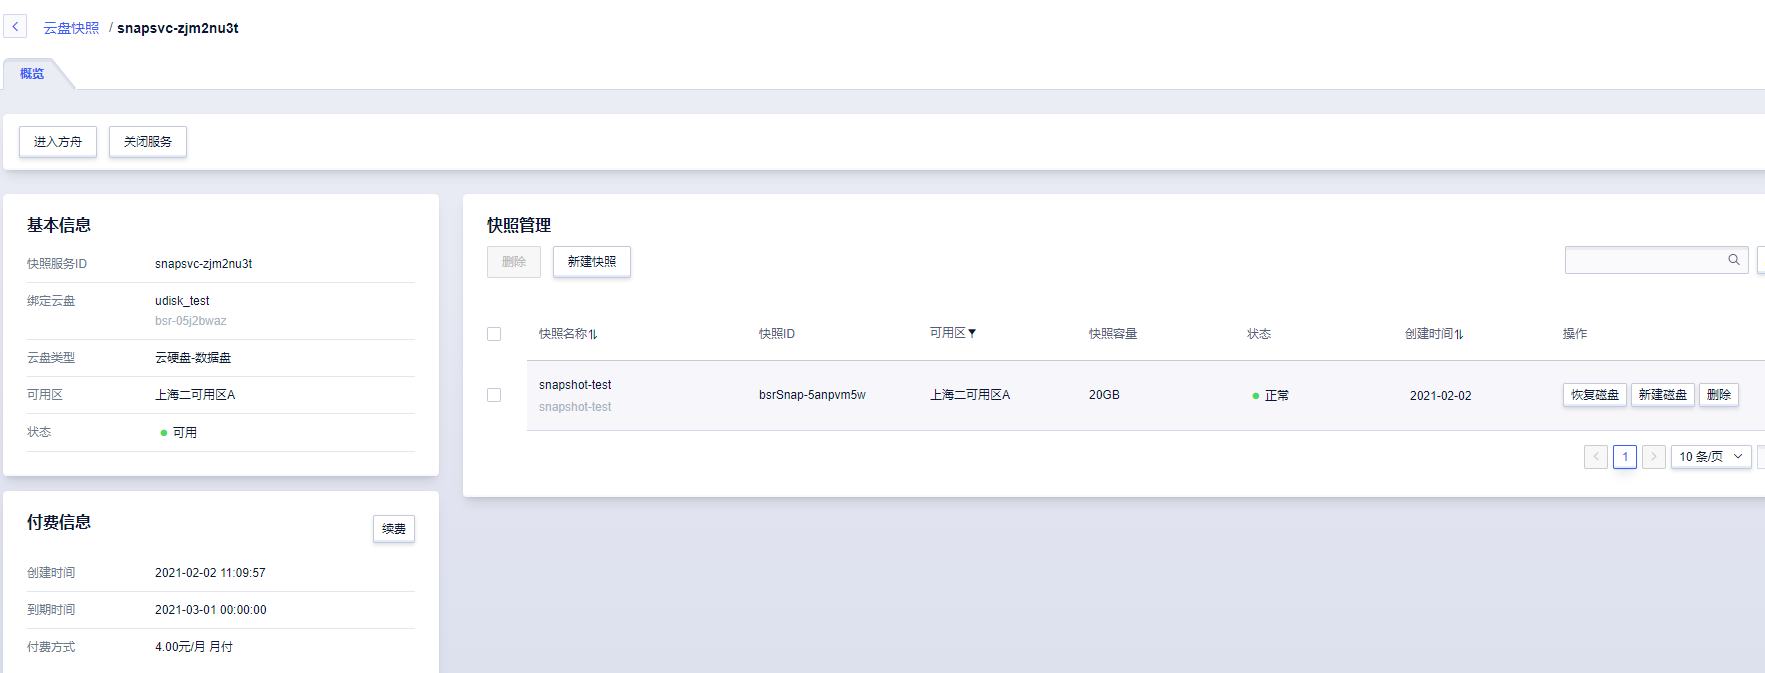 云盘快照 / snapsvc-zjm2nu3t
概览
进入方舟 关闭服务
基本信息
快照服务ID snapsvc-zjm2nu3t
绑定云盘 udisk_test
bsr-05j2bwaz
云盘类型 云硬盘-数据盘
可用区 上海二可用区A
状态 可用
付费信息 续费
创建时间 2021-02-02 11:09:57
到期时间 2021-03-01 00:00:00
付费方式 4.00元/月 月付
快照管理
删除 新建快照
快照名称 快照ID 可用区 快照容量 状态 创建时间 操作
snapshot-test bsrSnap-5anpvm5w 上海二可用区A 20GB 正常 2021-02-02 恢复磁盘 新建磁盘 删除
snapshot-test
1 10 条/页